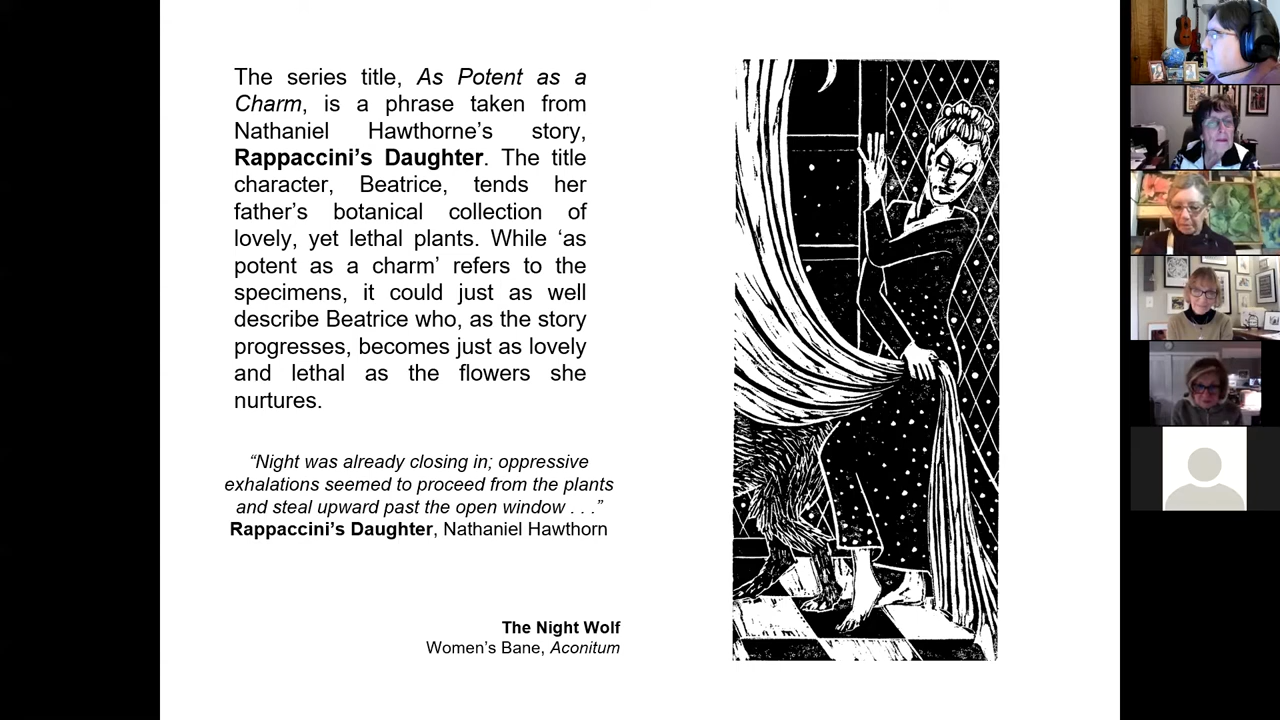 The series title, As Potent as a
Charm, is a phrase taken from
Nathaniel Hawthorne’s story,
Rappaccini’s Daughter. The title
character, Beatrice, tends her
father’s botanical collection of
lovely, yet lethal plants. While ‘as
potent as a charm’ refers to the
specimens, it could just as well
describe Beatrice who, as the story
progresses, becomes just as lovely
and lethal as the flowers she
nurtures.
“Night was already closing in; oppressive
exhalations seemed to proceed from the plants
and steal upward past the open window . . .”
Rappaccini’s Daughter, Nathaniel Hawthorn
The Night Wolf
Women’s Bane, Aconitum